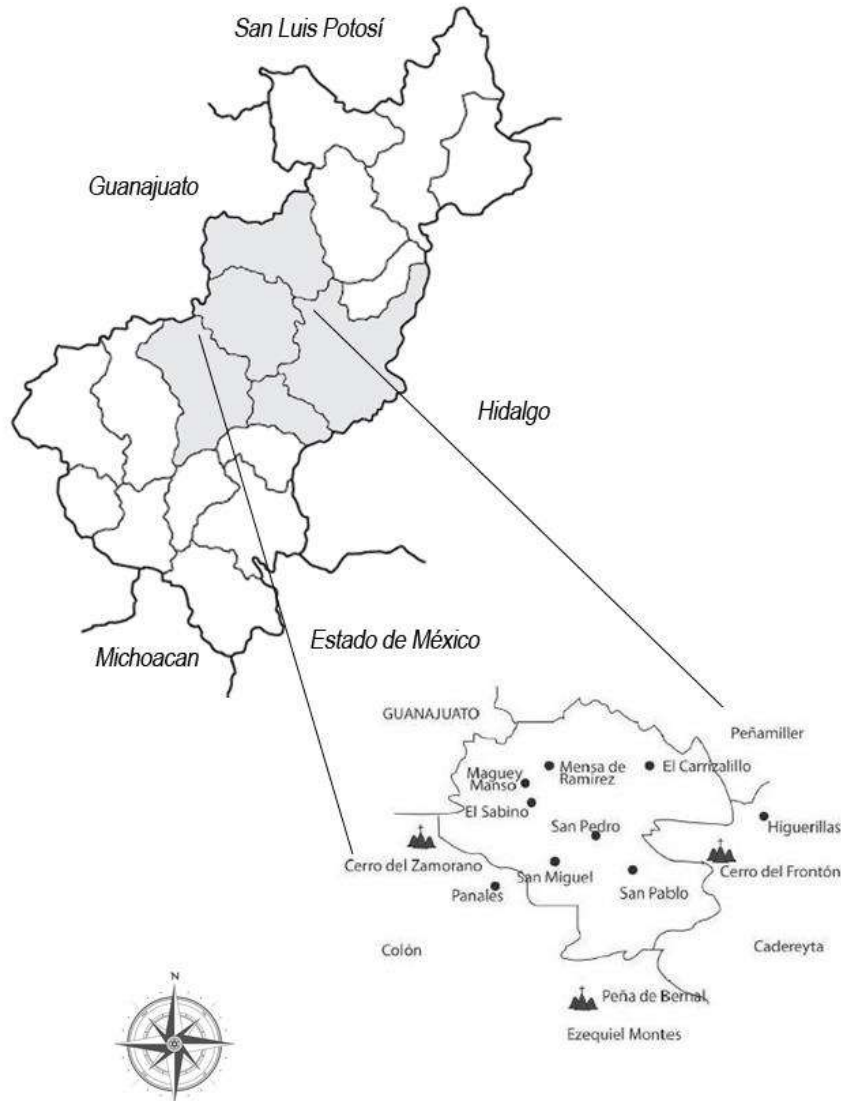 San Luis Potosí
Guanajuato
Hidalgo
Estado de México
Michoacan
GUANAJUATO
Peñamiller
Mensa de
Ramirez
El Carrizalillo
Maguey
Manso
El Sabino
San Pedro
Higuerillas
Cerro del Zamorano
San Miguel
Cerro del Frontón
Panales
San Pablo
Colón
Cadereyta
N
Peña de Bernal
Ezequiel Montes